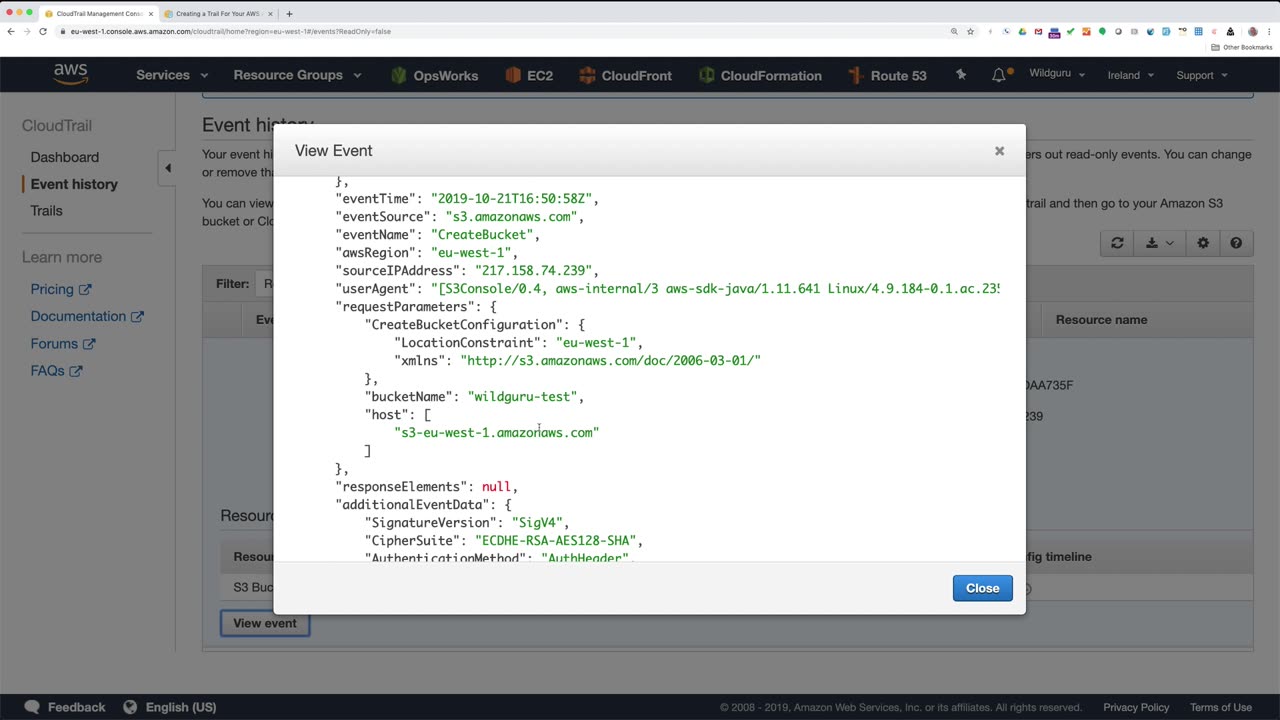 CloudTrail Management Cons
Creating a Trail For Your AWS
eu-west-1.console.aws.amazon.com/cloudtrail/home?region=eu-west-1#/events?ReadOnly=false
Other Bookmarks
aws
Services
Resource Groups
OpsWorks
EC2
CloudFront
CloudFormation
Route 53
Wildguru
Ireland
Support
CloudTrail
Dashboard
Event history
Trails
Learn more
Pricing
Documentation
Forums
FAQs
Event history
Your event hi
ers out read-only events. You can change
or remove tha
You can view
trail and then go to your Amazon S3
bucket or Clo
Filter:
Resource name
DAA735F
239
Resourc
Resou
fig timeline
S3 Buc
View event
View Event
},
"eventTime": "2019-10-21T16:50:58Z",
"eventSource": "s3.amazonaws.com",
"eventName": "CreateBucket",
"awsRegion": "eu-west-1",
"sourceIPAddress": "217.158.74.239",
"userAgent": "[S3Console/0.4, aws-internal/3 aws-sdk-java/1.11.641 Linux/4.9.184-0.1.ac.235
"requestParameters": {
"CreateBucketConfiguration": {
"LocationConstraint": "eu-west-1",
"xmlns": "http://s3.amazonaws.com/doc/2006-03-01/"
},
"bucketName": "wildguru-test",
"host": [
"s3-eu-west-1.amazonaws.com"
]
},
"responseElements": null,
"additionalEventData": {
"SignatureVersion": "SigV4",
"CipherSuite": "ECDHE-RSA-AES128-SHA",
"AuthenticationMethod": "AuthHeader",
Close
Feedback
English (US)
© 2008 - 2019, Amazon Web Services, Inc. or its affiliates. All rights reserved.
Privacy Policy
Terms of Use